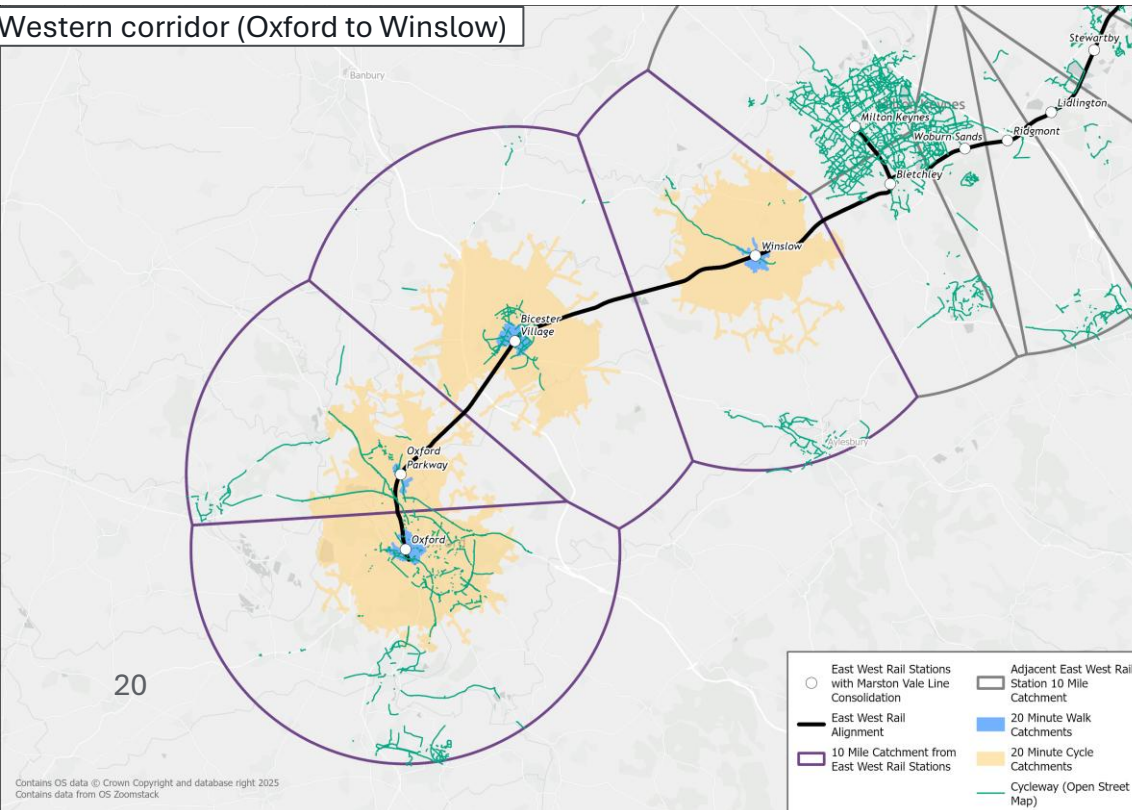 Western corridor (Oxford to Winslow)
Banbury
Stewartby
Lidlington
Milton Keynes
Ridgmont
Woburn Sands
Bletchley
Winslow
Bicester
Village
Aylesbury
Oxford
Parkway
Oxford
20
East West Rail Stations
with Marston Vale Line
Consolidation
East West Rail
Alignment
10 Mile Catchment from
East West Rail Stations
Adjacent East West Rail
Station 10 Mile
Catchment
20 Minute Walk
Catchments
20 Minute Cycle
Catchments
Cycleway (Open Street
Map)
Contains OS data © Crown Copyright and database right 2025
Contains data from OS Zoomstack